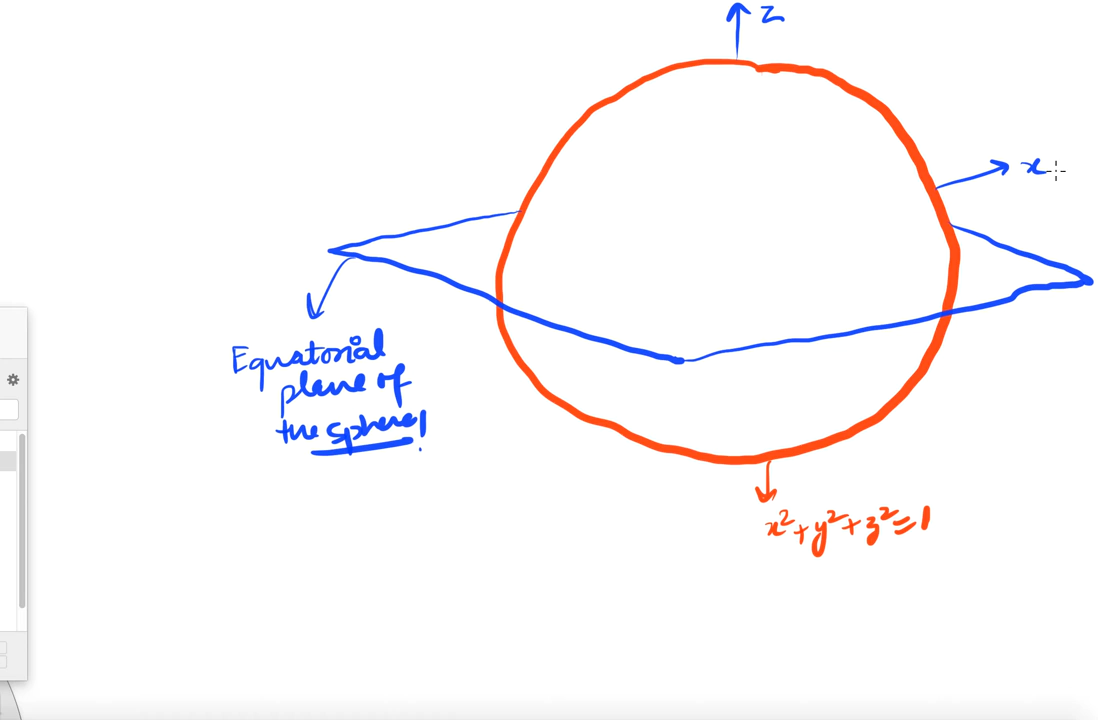 z
x
Equatorial
plane of
the sphere!
x²+y²+z²=1